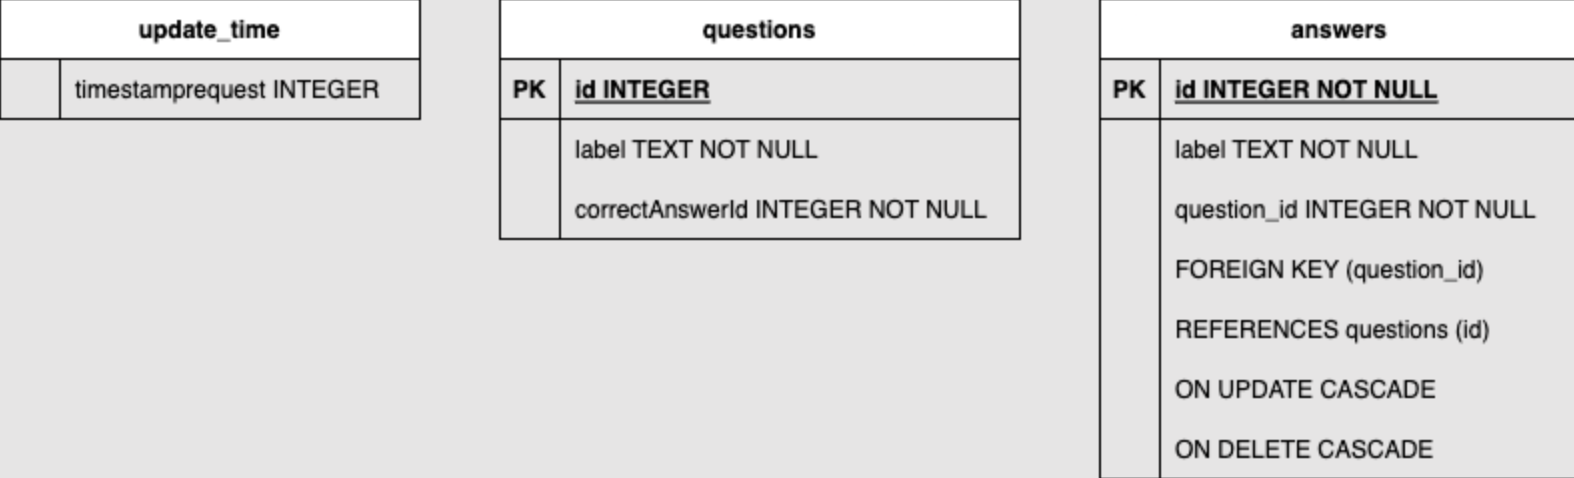 update_time
timestamprequest INTEGER
questions
PK id INTEGER
label TEXT NOT NULL
correctAnswerId INTEGER NOT NULL
answers
PK id INTEGER NOT NULL
label TEXT NOT NULL
question_id INTEGER NOT NULL
FOREIGN KEY (question_id)
REFERENCES questions (id)
ON UPDATE CASCADE
ON DELETE CASCADE